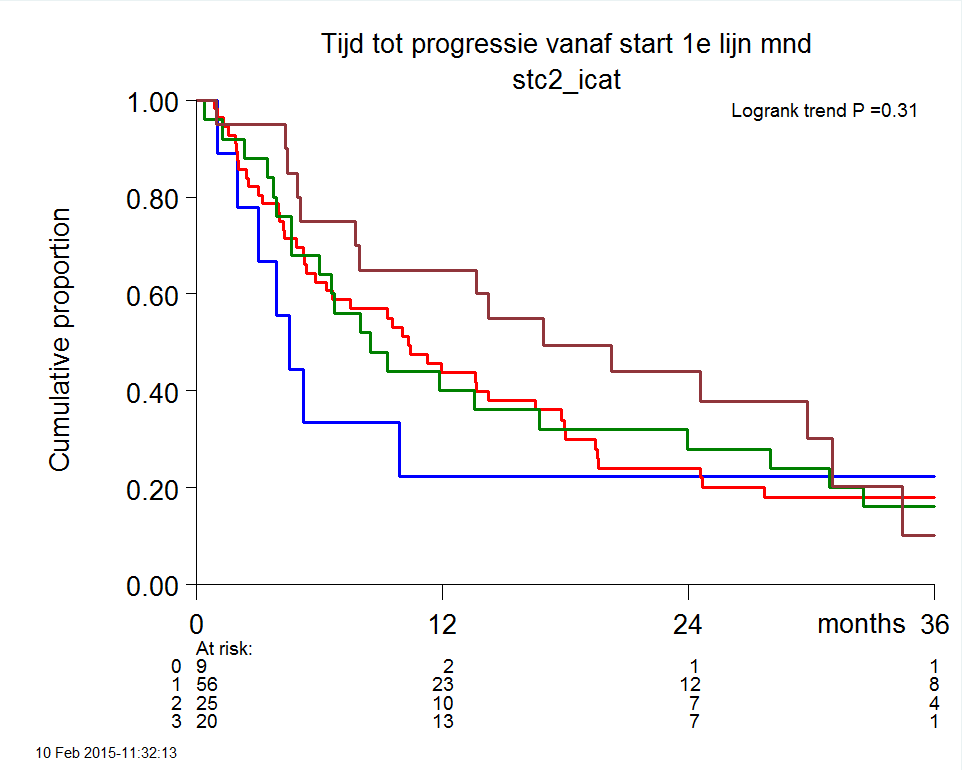 Tijd tot progressie vanaf start 1e lijn mnd
stc2_icat
Logrank trend P =0.31
Cumulative proportion
1.00
0.80
0.60
0.40
0.20
0.00
0 12 24 months 36
At risk:
0 9 2 1 1
1 56 23 12 8
2 25 10 7 4
3 20 13 7 1
10 Feb 2015-11:32:13